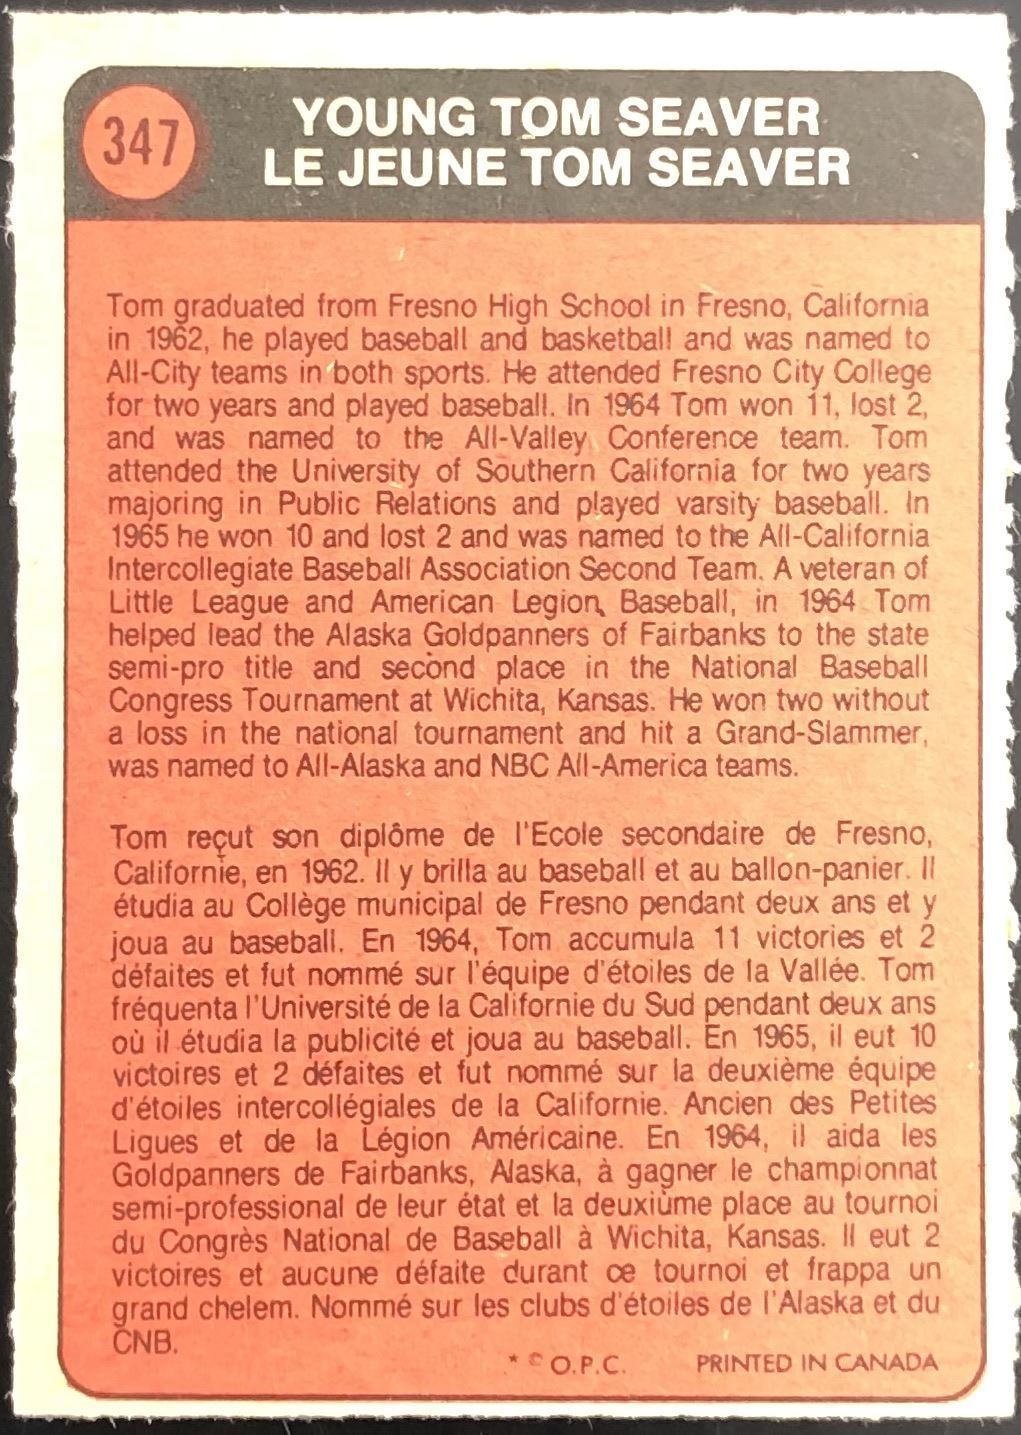 347
YOUNG TOM SEAVER
LE JEUNE TOM SEAVER
Tom graduated from Fresno High School in Fresno, California
in 1962, he played baseball and basketball and was named to
All-City teams in both sports. He attended Fresno City College
for two years and played baseball. In 1964 Tom won 11, lost 2,
and was named to the All-Valley Conference team. Tom
attended the University of Southern California for two years
majoring in Public Relations and played varsity baseball. In
1965 he won 10 and lost 2 and was named to the All-California
Intercollegiate Baseball Association Second Team. A veteran of
Little League and American Legion Baseball, in 1964 Tom
helped lead the Alaska Goldpanners of Fairbanks to the state
semi-pro title and second place in the National Baseball
Congress Tournament at Wichita, Kansas. He won two without
a loss in the national tournament and hit a Grand-Slammer,
was named to All-Alaska and NBC All-America teams.
Tom reçut son diplôme de l'Ecole secondaire de Fresno,
Californie, en 1962. Il y brilla au baseball et au ballon-panier. Il
étudia au Collège municipal de Fresno pendant deux ans et y
joua au baseball. En 1964, Tom accumula 11 victories et 2
défaites et fut nommé sur l'équipe d'étoiles de la Vallée. Tom
fréquenta l'Université de la Californie du Sud pendant deux ans
où il étudia la publicité et joua au baseball. En 1965, il eut 10
victoires et 2 défaites et fut nommé sur la deuxième équipe
d'étoiles intercollégiales de la Californie. Ancien des Petites
Ligues et de la Légion Américaine. En 1964, il aida les
Goldpanners de Fairbanks, Alaska, à gagner le championnat
semi-professional de leur état et la deuxiùme place au tournoi
du Congrès National de Baseball à Wichita, Kansas. Il eut 2
victoires et aucune défaite durant ce tournoi et frappa un
grand chelem. Nommé sur les clubs d'étoiles de l'Alaska et du
CNB.
* © O.P.C. PRINTED IN CANADA